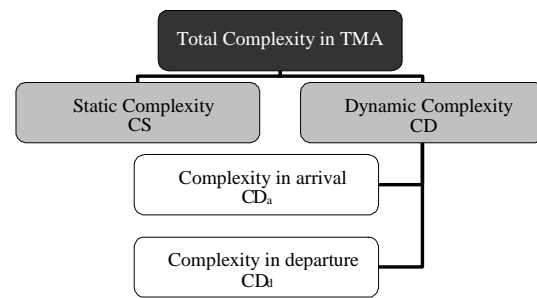 Total Complexity in TMA
Static Complexity
CS
Dynamic Complexity
CD
Complexity in arrival
CDa
Complexity in departure
CDd